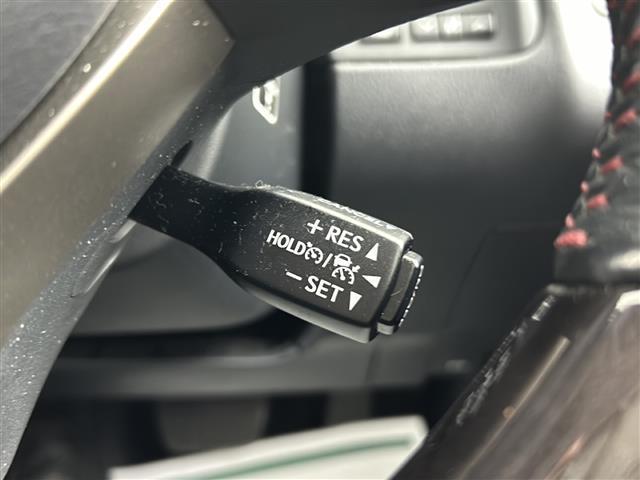 + RES ▲
HOLD / ◀
− SET ▼